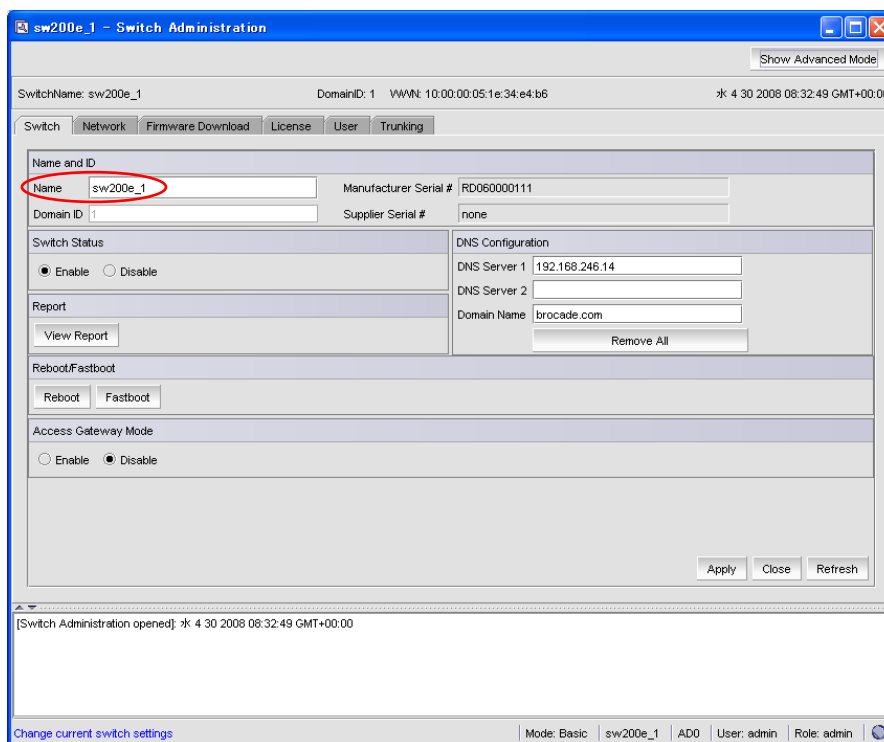 sw200e_1 - Switch Administration
Show Advanced Mode
SwitchName: sw200e_1 DomainID: 1 WWN: 10:00:00:05:1e:34:e4:b6 水 4 30 2008 08:32:49 GMT+00:00
Switch Network Firmware Download License User Trunking
Name and ID
Name sw200e_1 Manufacturer Serial # RD060000111
Domain ID 1 Supplier Serial # none
Switch Status
Enable Disable
Report
View Report
DNS Configuration
DNS Server 1 192.168.246.14
DNS Server 2
Domain Name brocade.com
Remove All
Reboot/Fastboot
Reboot Fastboot
Access Gateway Mode
Enable Disable
Apply Close Refresh
[Switch Administration opened]: 水 4 30 2008 08:32:49 GMT+00:00
Change current switch settings Mode: Basic sw200e_1 AD0 User: admin Role: admin